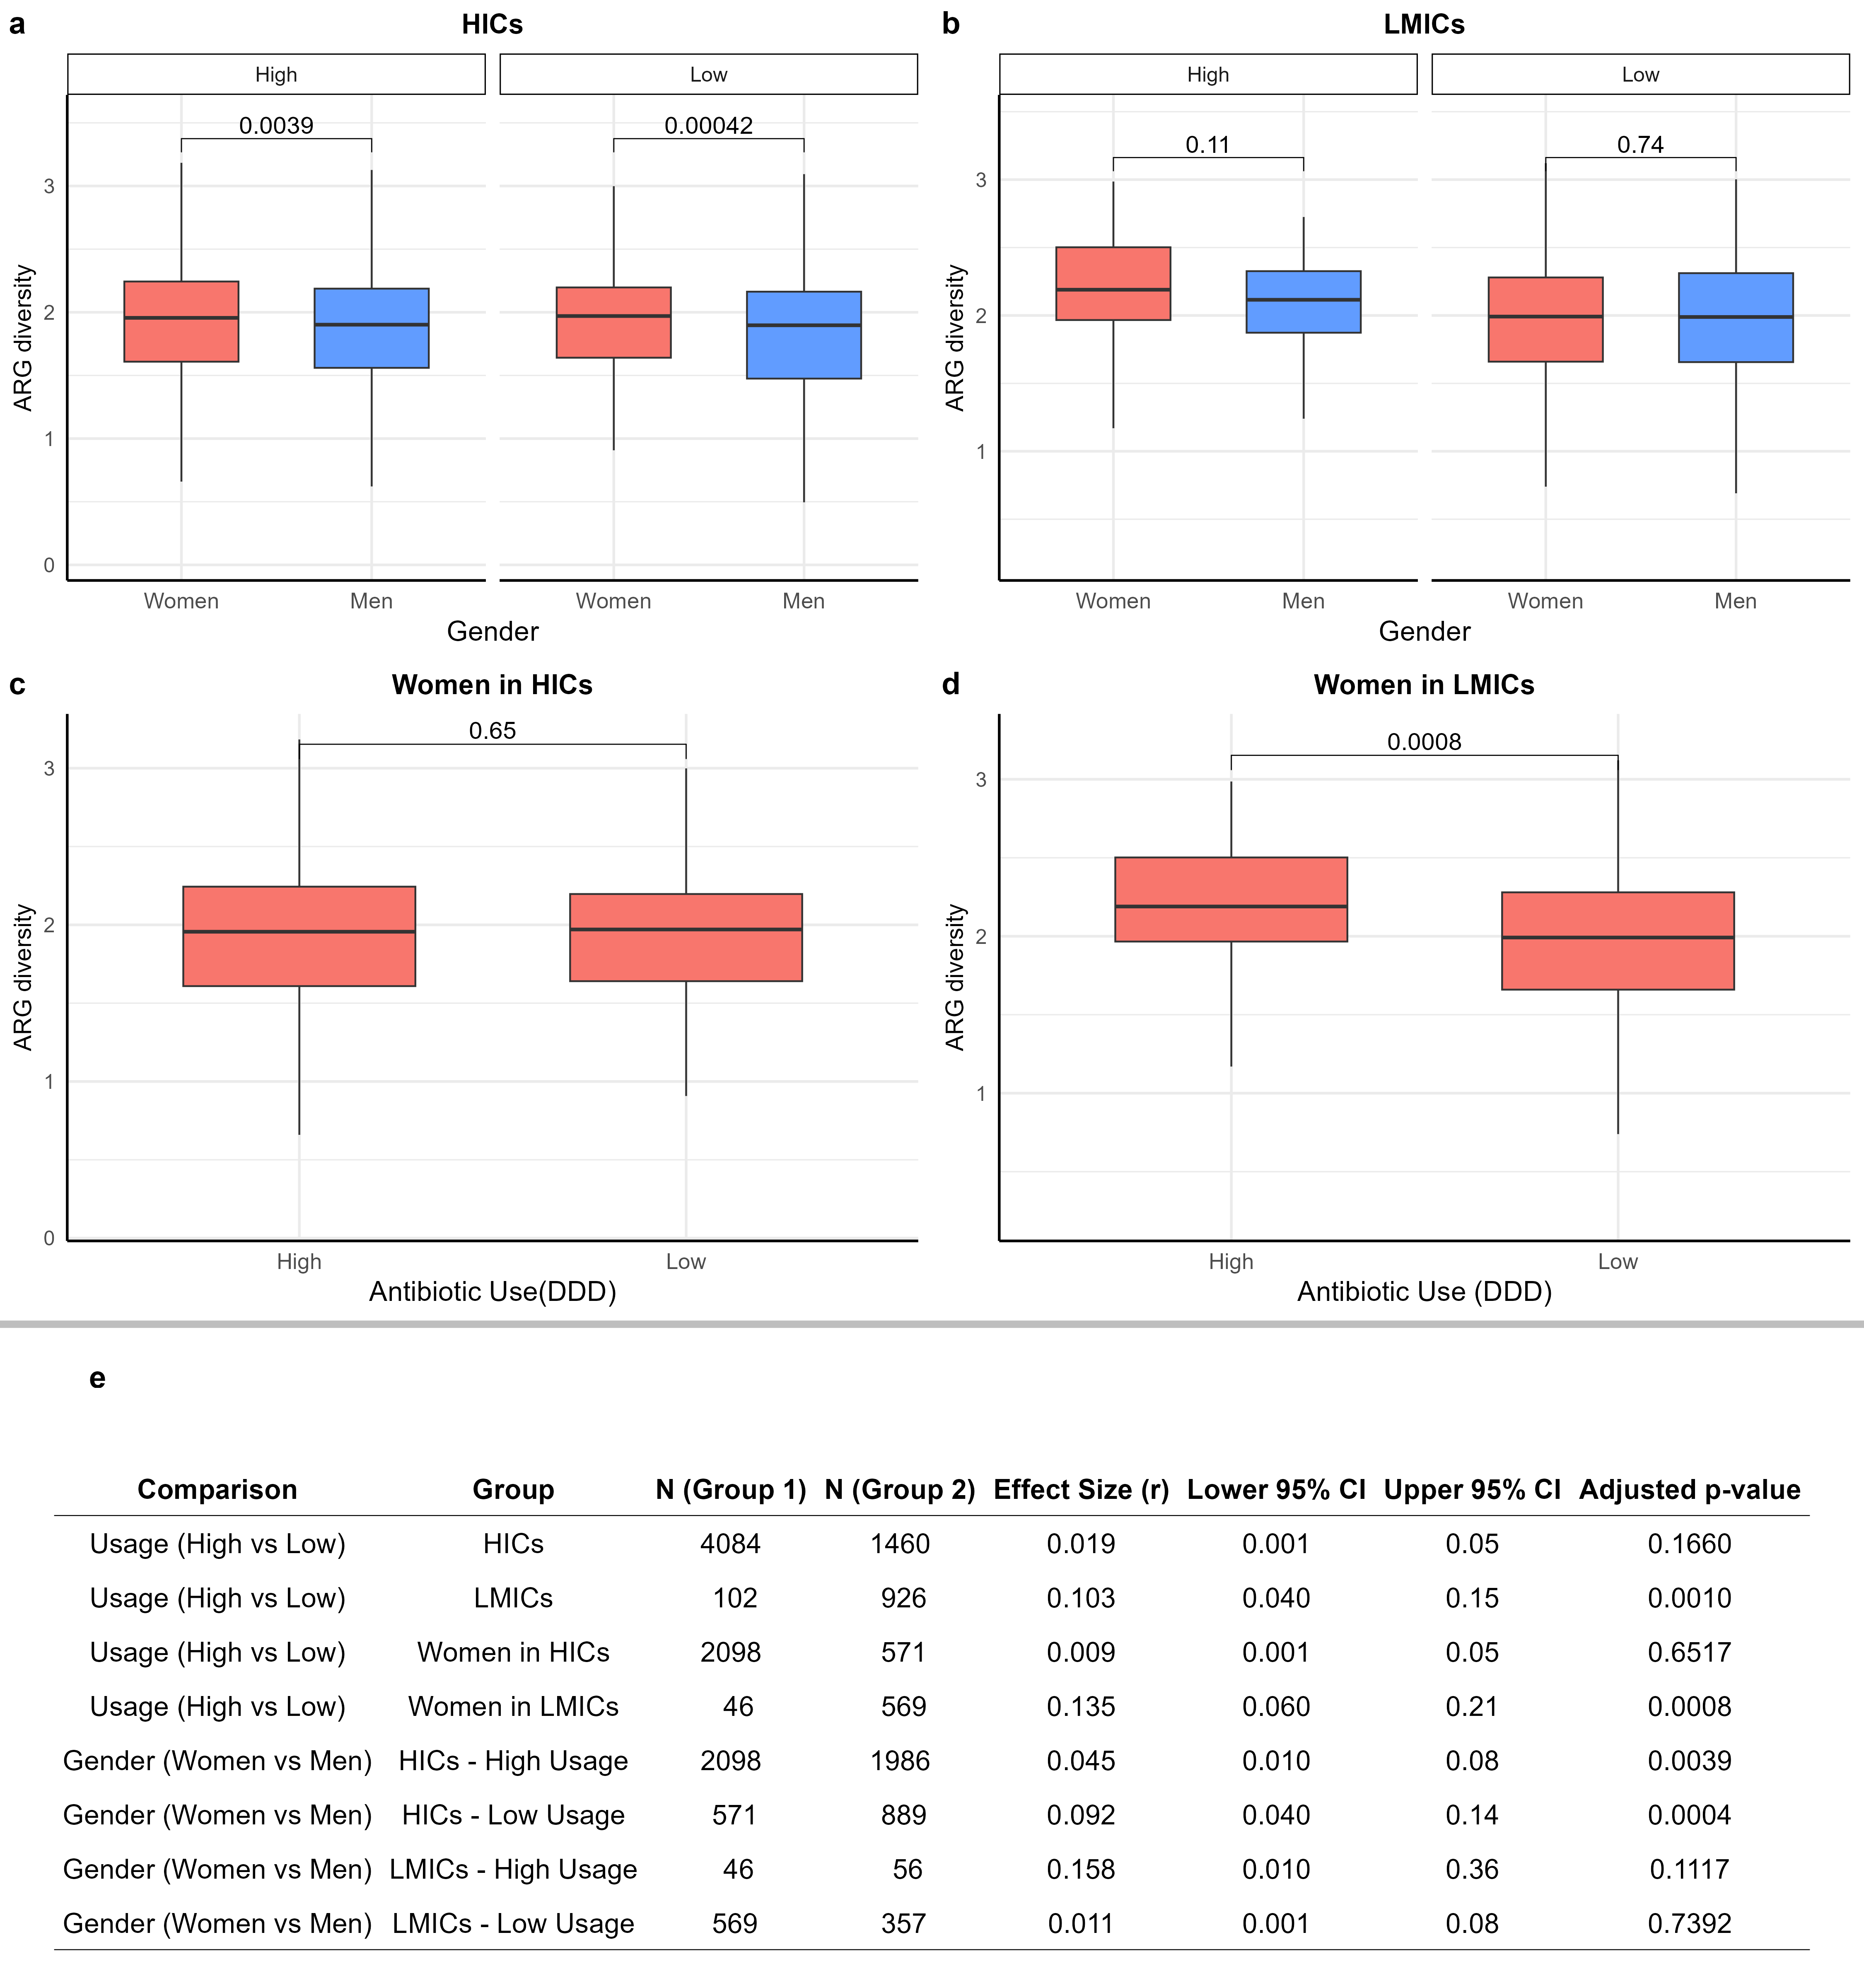 a
HICs
High
Low
0.0039
0.00042
3
2
1
0
ARG diversity
Women
Men
Women
Men
Gender
b
LMICs
High
Low
0.11
0.74
3
2
1
ARG diversity
Women
Men
Women
Men
Gender
c
Women in HICs
0.65
3
2
1
0
ARG diversity
High
Low
Antibiotic Use(DDD)
d
Women in LMICs
0.0008
3
2
1
ARG diversity
High
Low
Antibiotic Use (DDD)
e
Comparison Group N (Group 1) N (Group 2) Effect Size (r) Lower 95% CI Upper 95% CI Adjusted p-value
Usage (High vs Low) HICs 4084 1460 0.019 0.001 0.05 0.1660
Usage (High vs Low) LMICs 102 926 0.103 0.040 0.15 0.0010
Usage (High vs Low) Women in HICs 2098 571 0.009 0.001 0.05 0.6517
Usage (High vs Low) Women in LMICs 46 569 0.135 0.060 0.21 0.0008
Gender (Women vs Men) HICs - High Usage 2098 1986 0.045 0.010 0.08 0.0039
Gender (Women vs Men) HICs - Low Usage 571 889 0.092 0.040 0.14 0.0004
Gender (Women vs Men) LMICs - High Usage 46 56 0.158 0.010 0.36 0.1117
Gender (Women vs Men) LMICs - Low Usage 569 357 0.011 0.001 0.08 0.7392